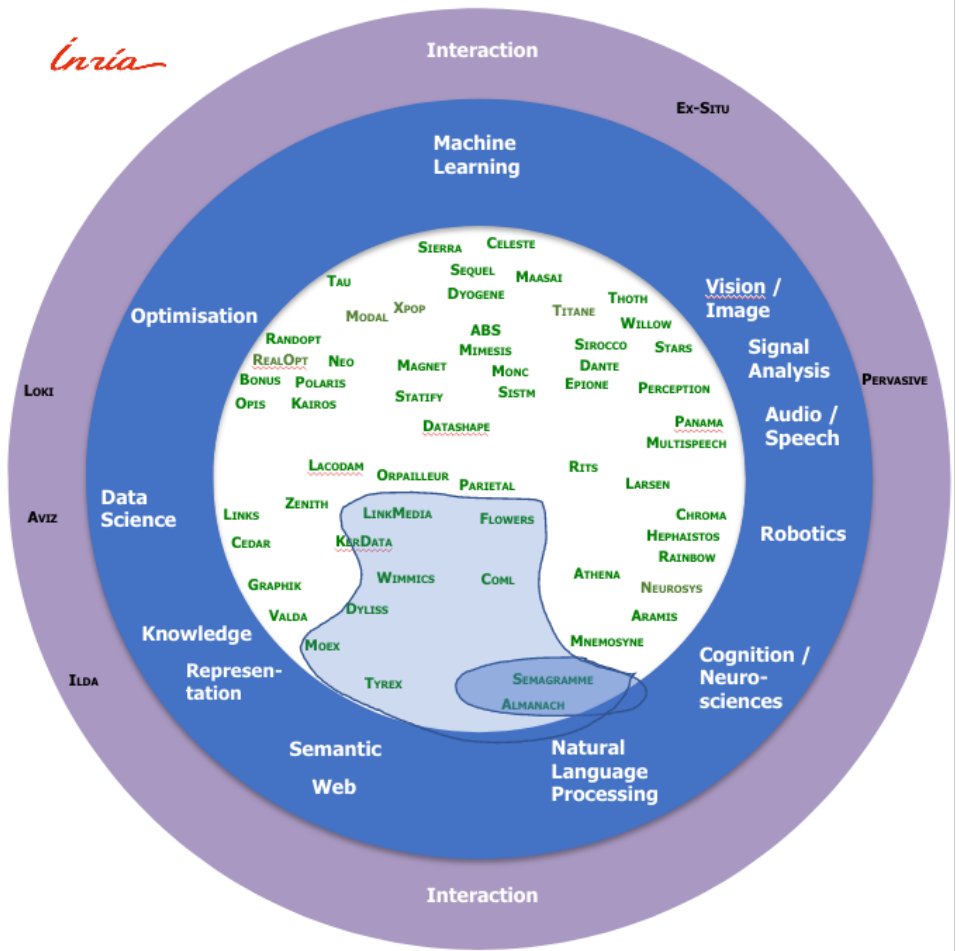 Inria
Interaction
Ex-Situ
Machine
Learning
Sierra
Celeste
Sequel
Maasai
Tau
Dyogene
Thoth
Vision /
Image
Xpop
Titane
Modal
Optimisation
Willow
ABS
Randopt
Sirocco
Stars
Signal
Analysis
Mimesis
RealOpt
Neo
Magnet
Monc
Dante
Bonus
Polaris
Epione
Perception
Pervasive
Loki
Statify
Sistm
Opis
Kairos
Audio /
Speech
Datashape
Panama
Multispeech
Lacodam
Orpailleur
Parietal
Rits
Larsen
Data
Science
Zenith
Aviz
Links
LinkMedia
Flowers
Chroma
Robotics
Cedar
KerData
Hephaistos
Rainbow
Graphik
Wimmics
Coml
Athena
Neurosys
Valda
Dyliss
Aramis
Knowledge
Represen-
tation
Moex
Mnemosyne
Cognition /
Neuro-
sciences
Ilda
Tyrex
Semagramme
Almanach
Semantic
Web
Natural
Language
Processing
Interaction